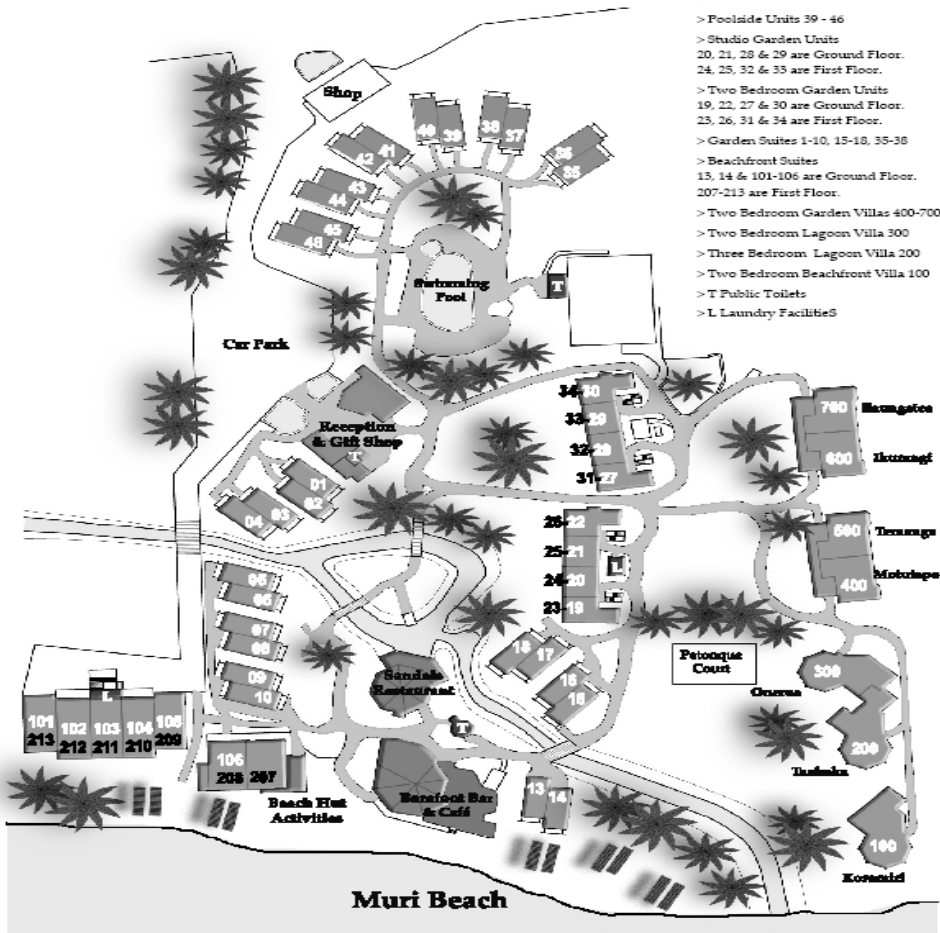 > Poolside Units 39 - 46
> Studio Garden Units
20, 21, 28 & 29 are Ground Floor.
24, 25, 32 & 33 are First Floor.
> Two Bedroom Garden Units
19, 22, 27 & 30 are Ground Floor.
23, 26, 31 & 34 are First Floor.
> Garden Suites 1-10, 15-18, 35-38
> Beachfront Suites
13, 14 & 101-106 are Ground Floor.
207-213 are First Floor.
> Two Bedroom Garden Villas 400-700
> Two Bedroom Lagoon Villa 300
> Three Bedroom Lagoon Villa 200
> Two Bedroom Beachfront Villa 100
> T Public Toilets
> L Laundry FacilitieS
Shop
40 39 38 37
42 41
35
43
44
45
46
Swimming
Pool
T
Car Park
34-30
33-29
32-28
31-27
700
600
Reception
& Gift Shop
T
01
02
03
04
26-22
25-21
24-20
23-19
L
500
400
05
06
07
08
09
10
17
Petonque
Court
300
200
Sandals
Restaurant
T
L
101 102 103 104 105
213 212 211 210 209
106
208 207
Beach Hut
Activities
Barefoot Bar
& Café
13 14
100
Koromiri
Muri Beach